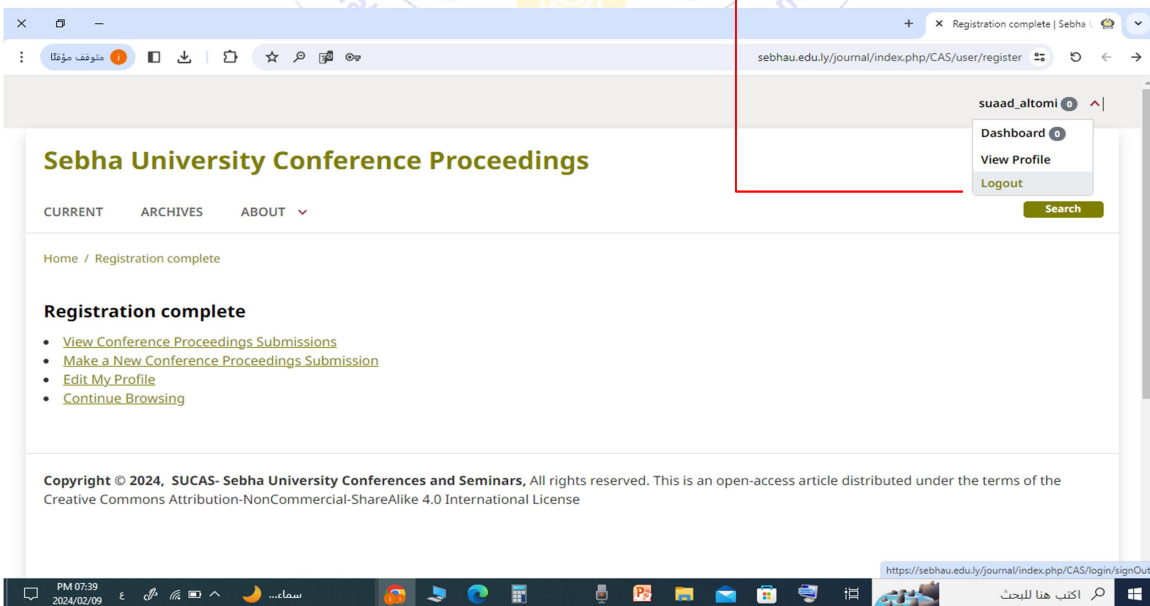 Registration complete | Sebha
متوقف مؤقتًا
sebhau.edu.ly/journal/index.php/CAS/user/register
suaad_altomi 0
Dashboard 0
View Profile
Logout
Sebha University Conference Proceedings
CURRENT ARCHIVES ABOUT
Search
Home / Registration complete
Registration complete
• View Conference Proceedings Submissions
• Make a New Conference Proceedings Submission
• Edit My Profile
• Continue Browsing
Copyright © 2024, SUCAS- Sebha University Conferences and Seminars, All rights reserved. This is an open-access article distributed under the terms of the
Creative Commons Attribution-NonCommercial-ShareAlike 4.0 International License
https://sebhau.edu.ly/journal/index.php/CAS/login/signOut
PM 07:39
2024/02/09
ع
سماء...
اكتب هنا للبحث